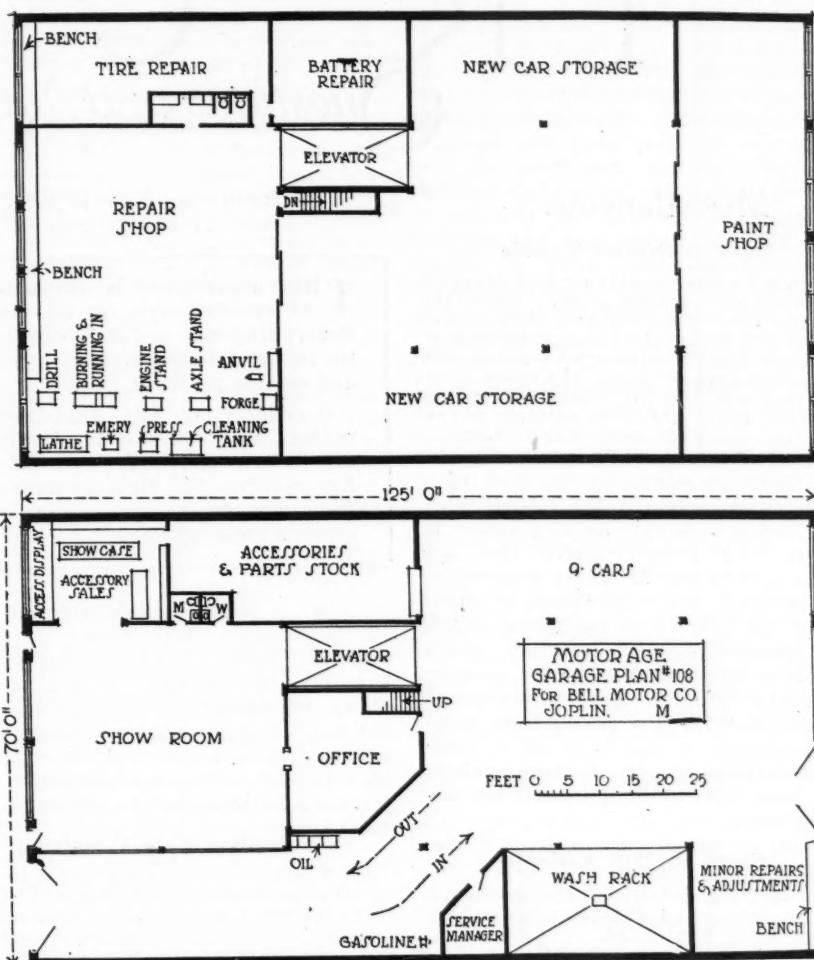 BENCH
TIRE REPAIR
BATTERY
REPAIR
NEW CAR STORAGE
ELEVATOR
DN
REPAIR
SHOP
PAINT
SHOP
BENCH
DRILL
BURNING &
RUNNING IN
ENGINE
STAND
AXLE STAND
ANVIL
FORGE
NEW CAR STORAGE
LATHE
EMERY
PRESS
CLEANING
TANK
125' 0"
70' 0"
ACCESS DISPLAY
SHOW CASE
ACCESSORY
SALES
ACCESSORIES
& PARTS STOCK
M
W
9 CARS
ELEVATOR
UP
MOTOR AGE
GARAGE PLAN #108
FOR BELL MOTOR CO
JOPLIN, M
SHOW ROOM
OFFICE
FEET 0 5 10 15 20 25
OIL
OUT
IN
GASOLINE
SERVICE
MANAGER
WASH RACK
MINOR REPAIRS
& ADJUSTMENTS
BENCH